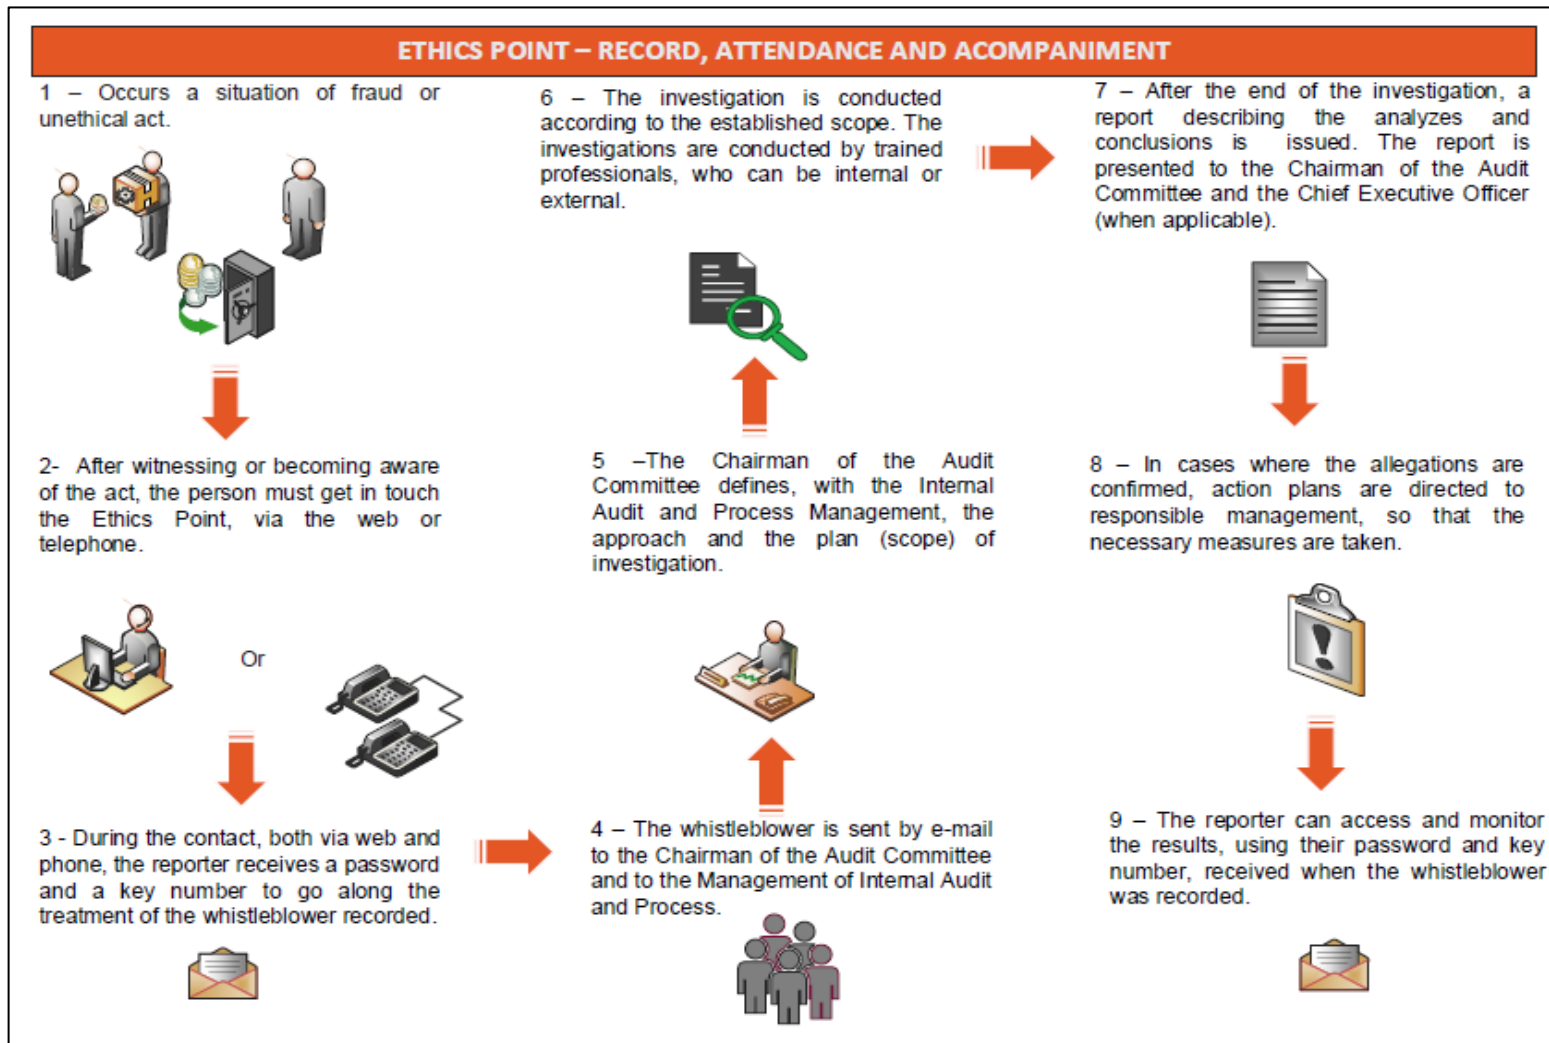 ETHICS POINT – RECORD, ATTENDANCE AND ACOMPANIMENT
1 – Occurs a situation of fraud or
unethical act.
2- After witnessing or becoming aware
of the act, the person must get in touch
the Ethics Point, via the web or
telephone.
Or
3 - During the contact, both via web and
phone, the reporter receives a password
and a key number to go along the
treatment of the whistleblower recorded.
4 – The whistleblower is sent by e-mail
to the Chairman of the Audit Committee
and to the Management of Internal Audit
and Process.
5 –The Chairman of the Audit
Committee defines, with the Internal
Audit and Process Management, the
approach and the plan (scope) of
investigation.
6 – The investigation is conducted
according to the established scope. The
investigations are conducted by trained
professionals, who can be internal or
external.
7 – After the end of the investigation, a
report describing the analyzes and
conclusions is issued. The report is
presented to the Chairman of the Audit
Committee and the Chief Executive Officer
(when applicable).
8 – In cases where the allegations are
confirmed, action plans are directed to
responsible management, so that the
necessary measures are taken.
9 – The reporter can access and monitor
the results, using their password and key
number, received when the whistleblower
was recorded.